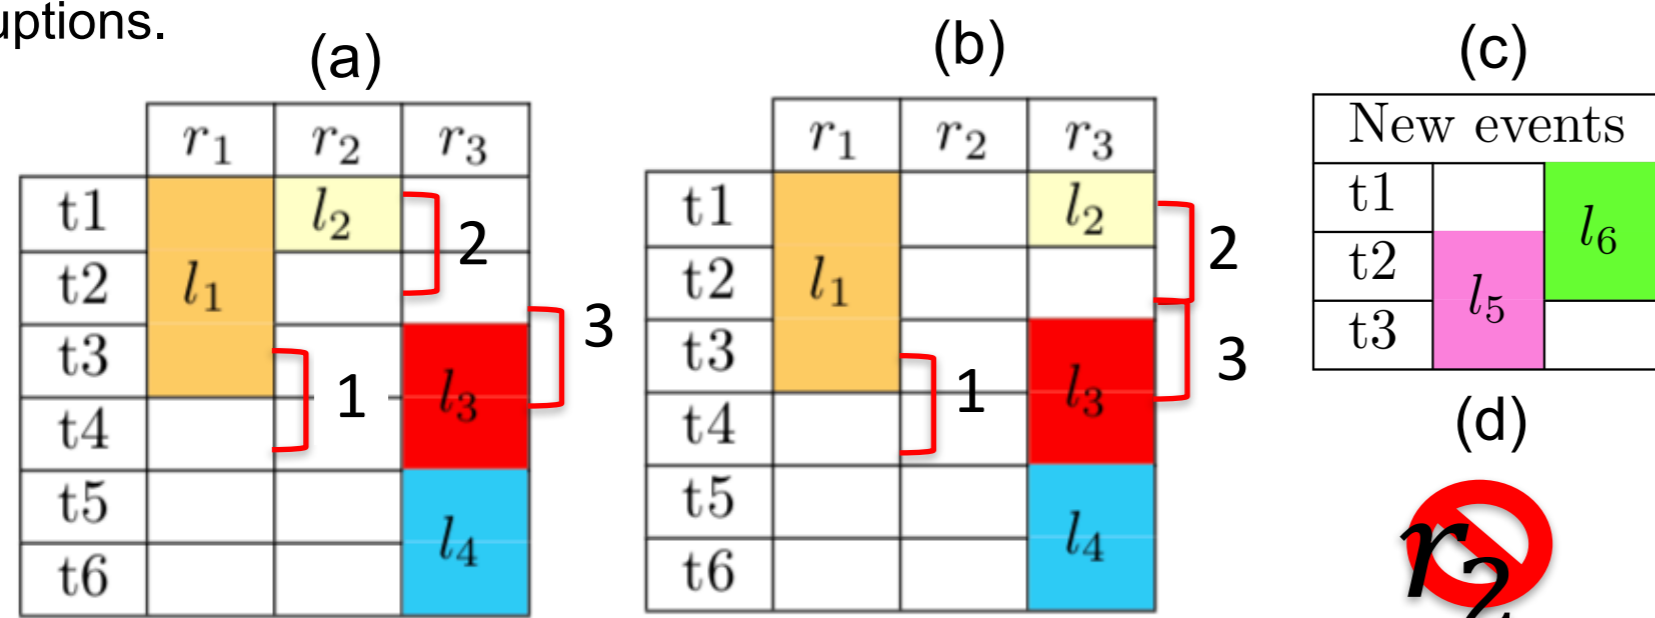 uptions.
(a)
r₁ r₂ r₃
t1 l₂
t2 l₁ 2
t3 3
t4 1 l₃
t5
t6 l₄
(b)
r₁ r₂ r₃
t1 l₂
t2 l₁ 2
t3 3
t4 1 l₃
t5
t6 l₄
(c)
New events
t1 l₆
t2
t3 l₅
(d)
r₂